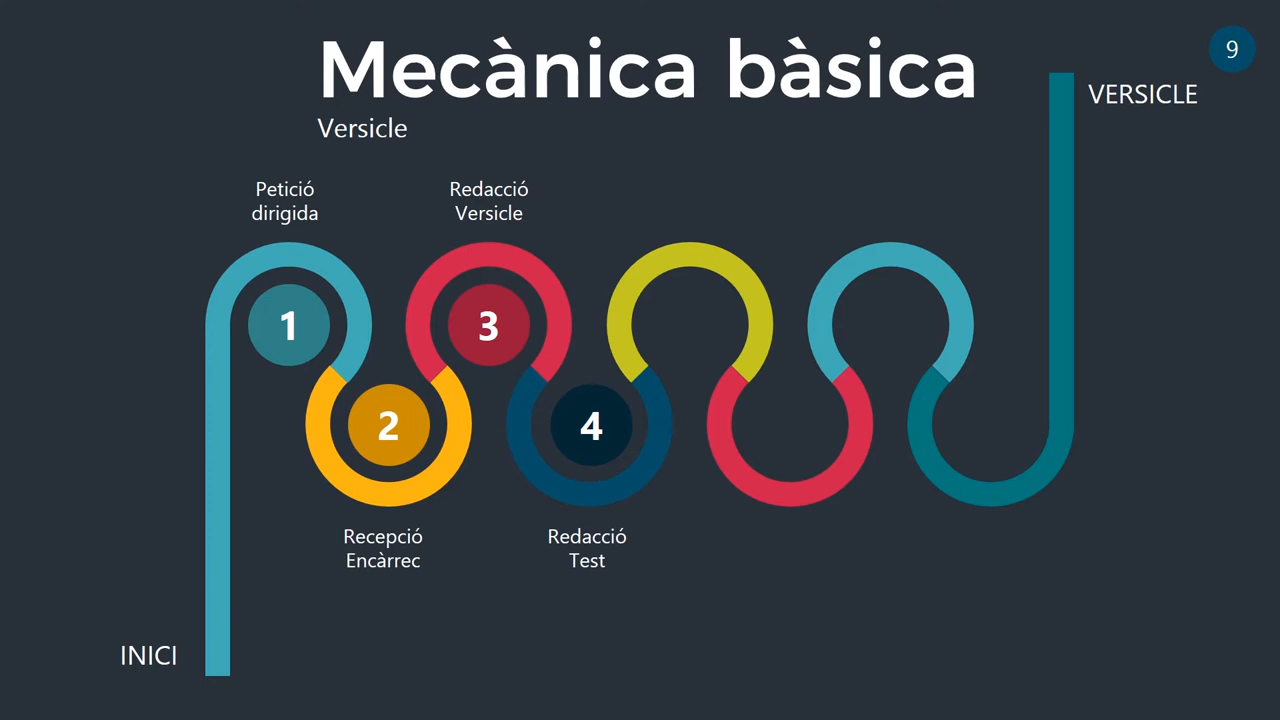 Mecànica bàsica
9
VERSICLE
Versicle
Petició
dirigida
Redacció
Versicle
1
3
2
4
Recepció
Encàrrec
Redacció
Test
INICI